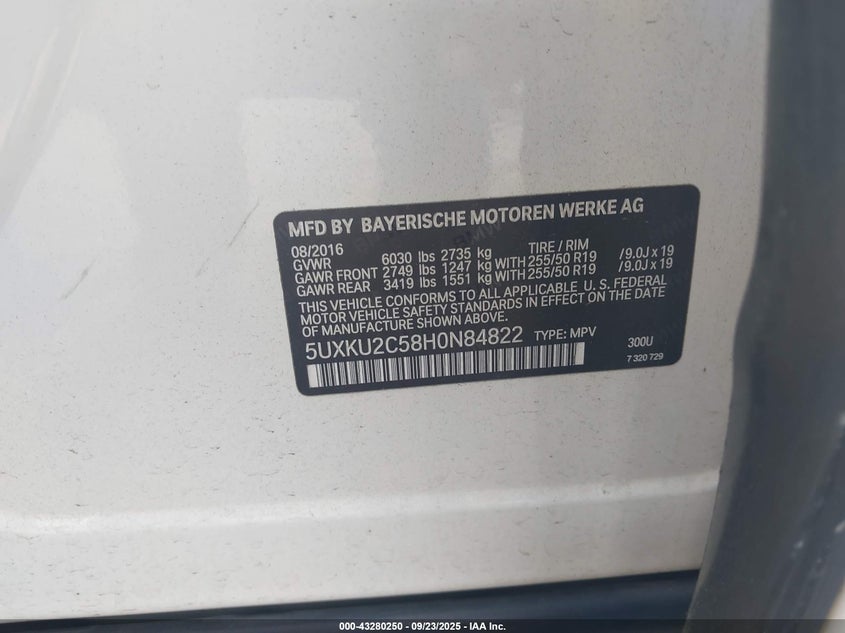 MFD BY BAYERISCHE MOTOREN WERKE AG
08/2016
GVWR 6030 lbs 2735 kg TIRE / RIM
GAWR FRONT 2749 lbs 1247 kg WITH 255/50 R19 /9.0J x 19
GAWR REAR 3419 lbs 1551 kg WITH 255/50 R19 /9.0J x 19
THIS VEHICLE CONFORMS TO ALL APPLICABLE U. S. FEDERAL
MOTOR VEHICLE SAFETY STANDARDS IN EFFECT ON THE DATE
OF MANUFACTURE SHOWN ABOVE.
5UXKU2C58H0N84822 TYPE: MPV 300U
7 320 729
000-43280250 - 09/23/2025 - IAA Inc.